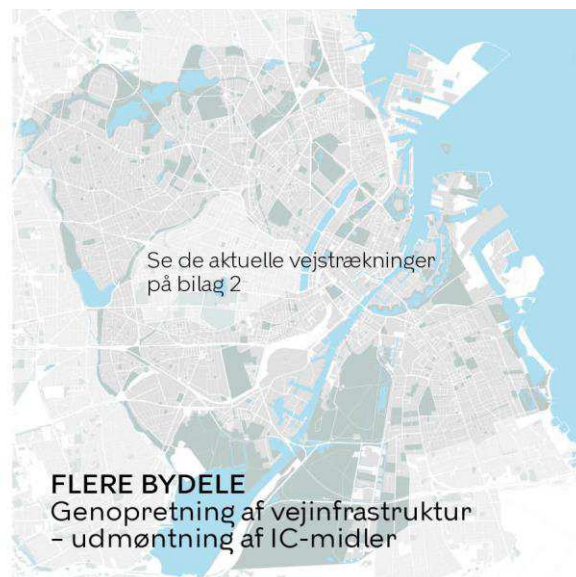 Se de aktuelle vejstrækninger
på bilag 2
FLERE BYDELE
Genopretning af vejinfrastruktur
– udmøntning af IC-midler